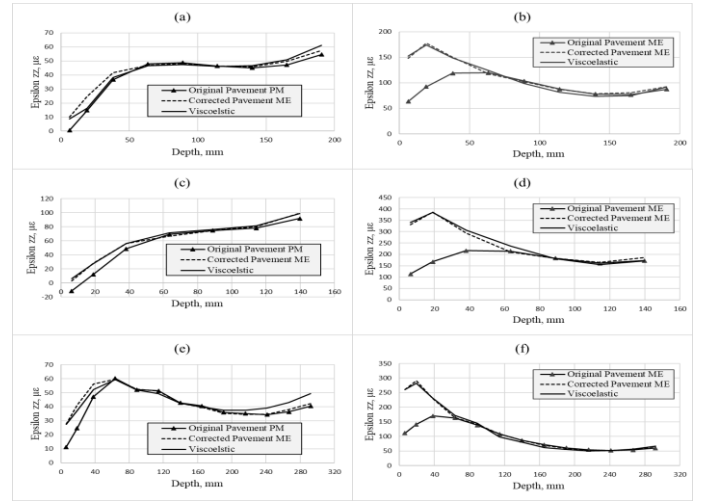 (a)
Epsilon zz, με
70
60
50
40
30
20
10
0
0
50
100
150
200
Depth, mm
Original Pavement PM
Corrected Pavement ME
Viscoelastic
(b)
Epsilon zz, με
200
150
100
50
0
0
50
100
150
200
Depth, mm
Original Pavement ME
Corrected Pavement ME
Viscoelastic
(c)
Epsilon zz, με
120
100
80
60
40
20
0
-20
0
20
40
60
80
100
120
140
160
Depth, mm
Original Pavement PM
Corrected Pavement ME
Viscoelastic
(d)
Epsilon zz, με
450
400
350
300
250
200
150
100
50
0
0
20
40
60
80
100
120
140
160
Depth, mm
Original Pavement ME
Corrected Pavement ME
Viscoelastic
(e)
Epsilon zz, με
70
60
50
40
30
20
10
0
0
40
80
120
160
200
240
280
320
Depth, mm
Original Pavement PM
Corrected Pavement ME
Viscoelastic
(f)
Epsilon zz, με
350
300
250
200
150
100
50
0
0
40
80
120
160
200
240
280
320
Depth, mm
Original Pavement ME
Corrected Pavement ME
Viscoelastic